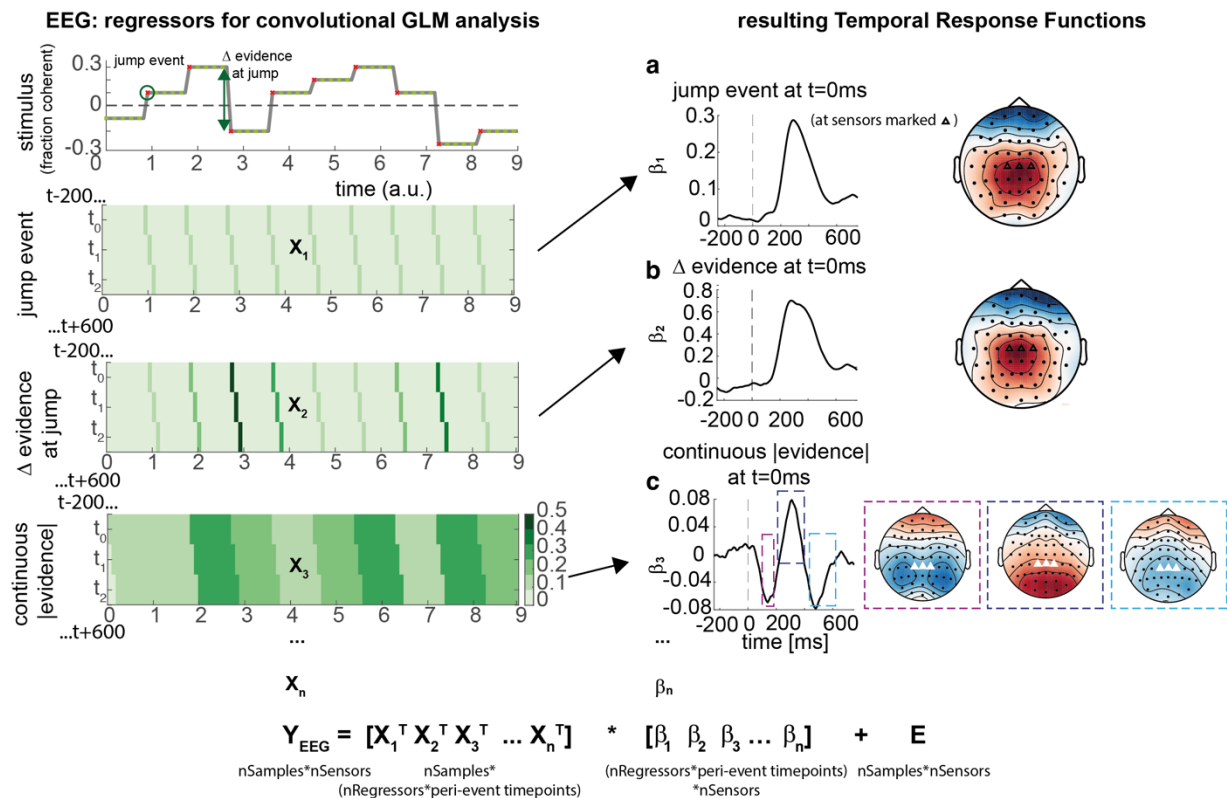 EEG: regressors for convolutional GLM analysis
stimulus
(fraction coherent)
0.3
0
-0.3
jump event
Δ evidence
at jump
0 1 2 3 4 5 6 7 8 9
time (a.u.)
t-200...
jump event
t0
t1
t2
X1
0 1 2 3 4 5 6 7 8 9
...t+600
t-200...
Δ evidence
at jump
t0
t1
t2
X2
0 1 2 3 4 5 6 7 8 9
...t+600
t-200...
continuous
|evidence|
t0
t1
t2
X3
0.5
0.4
0.3
0.2
0.1
0
0 1 2 3 4 5 6 7 8 9
...t+600
...
Xn
resulting Temporal Response Functions
a
jump event at t=0ms
(at sensors marked Δ )
β1
0.3
0.2
0.1
0
-200 0 200 600
b
Δ evidence at t=0ms
β2
0.8
0.6
0.4
0.2
0
-0.2
-200 0 200 600
continuous |evidence|
at t=0ms
c
β3
0.08
0.04
0
-0.04
-0.08
-200 0 200 600
time [ms]
...
βn
YEEG = [X1T X2T X3T ... XnT] * [β1 β2 β3 ... βn] + E
nSamples*nSensors
nSamples*
(nRegressors*peri-event timepoints)
(nRegressors*peri-event timepoints)
*nSensors
nSamples*nSensors